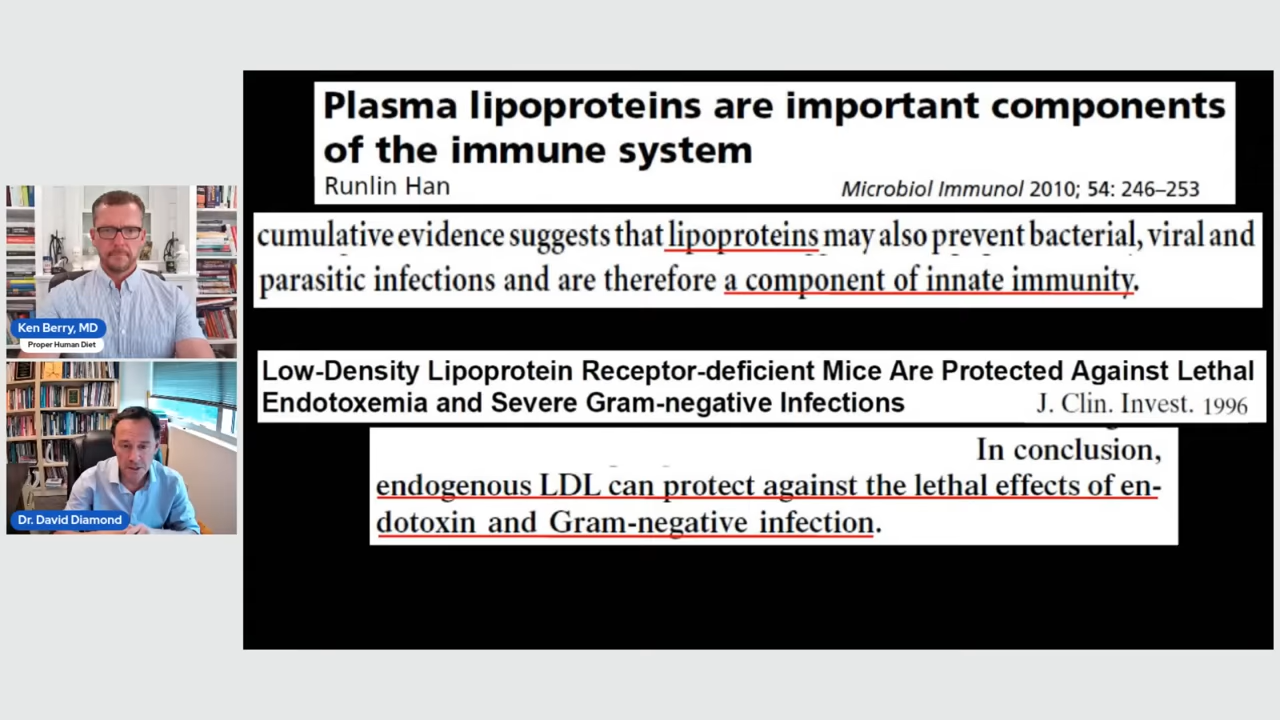 Plasma lipoproteins are important components
of the immune system
Runlin Han
Microbiol Immunol 2010; 54: 246–253
cumulative evidence suggests that lipoproteins may also prevent bacterial, viral and
parasitic infections and are therefore a component of innate immunity.
Ken Berry, MD
Proper Human Diet
Low-Density Lipoprotein Receptor-deficient Mice Are Protected Against Lethal
Endotoxemia and Severe Gram-negative Infections
J. Clin. Invest. 1996
In conclusion,
endogenous LDL can protect against the lethal effects of en-
dotoxin and Gram-negative infection.
Dr. David Diamond